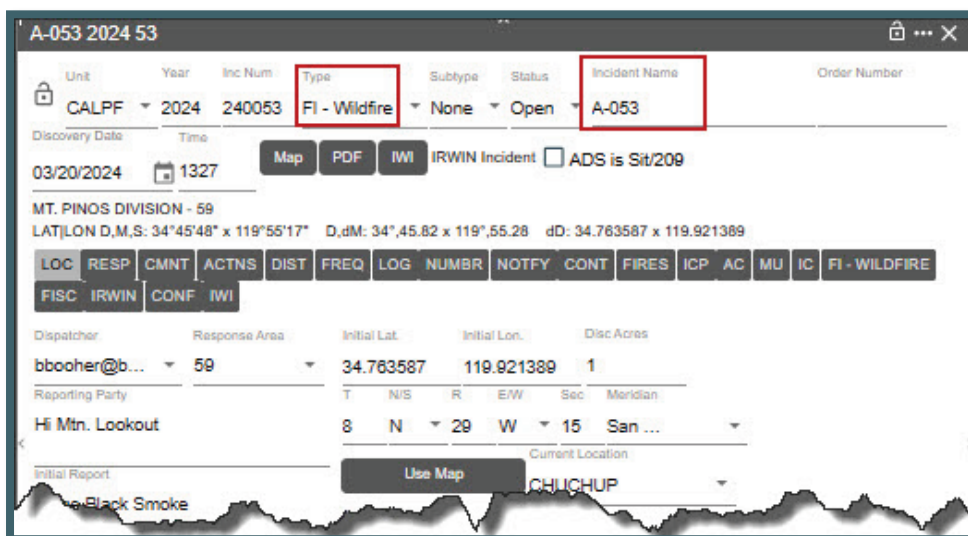 A-053 2024 53
Unit Year Inc Num Type Subtype Status Incident Name Order Number
CALPF 2024 240053 FI - Wildfire None Open A-053
Discovery Date Time
03/20/2024 1327 Map PDF IWI IRWIN Incident ADS is Sit/209
MT. PINOS DIVISION - 59
LAT|LON D,M,S: 34°45'48" x 119°55'17" D,dM: 34°,45.82 x 119°,55.28 dD: 34.763587 x 119.921389
LOC RESP CMNT ACTNS DIST FREQ LOG NUMBR NOTFY CONT FIRES ICP AC MU IC FI - WILDFIRE
FISC IRWIN CONF IWI
Dispatcher Response Area Initial Lat. Initial Lon. Disc Acres
bbooher@b... 59 34.763587 119.921389 1
Reporting Party T N/S R E/W Sec Meridian
Hi Mtn. Lookout 8 N 29 W 15 San ...
Current Location
Initial Report Use Map CHUCHUP
Black Smoke